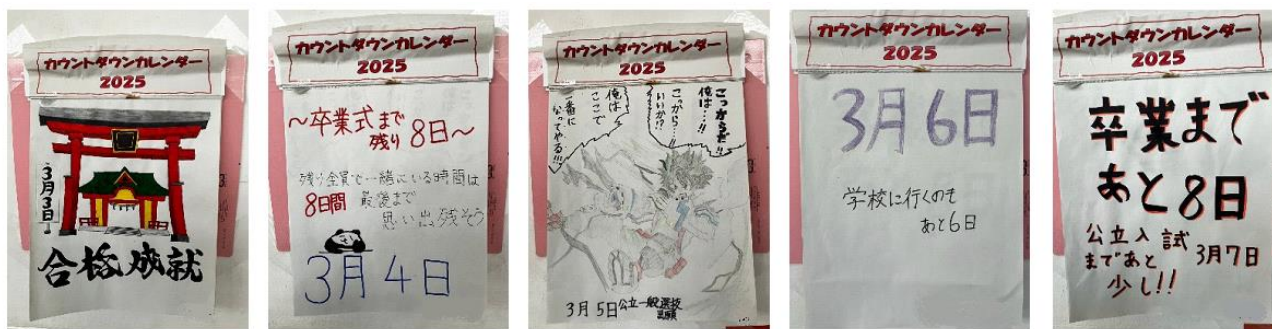 3月3日
合格成就
カウントダウンカレンダー
2025
カウントダウンカレンダー
2025
〜卒業式まで
残り8日〜
残り全員で一緒にいる時間は
8日間 最後まで
思い出残そう
3月4日
カウントダウンカレンダー
2025
こっからだ!!
俺は…!!
こっから…
いいか!?
俺は
ここで
一番に
なってやる!!!
3月5日公立一般選抜
出願
カウントダウンカレンダー
2025
3月6日
学校に行くのも
あと6日
カウントダウンカレンダー
2025
卒業まで
あと8日
公立入試
まであと
少し!!
3月7日